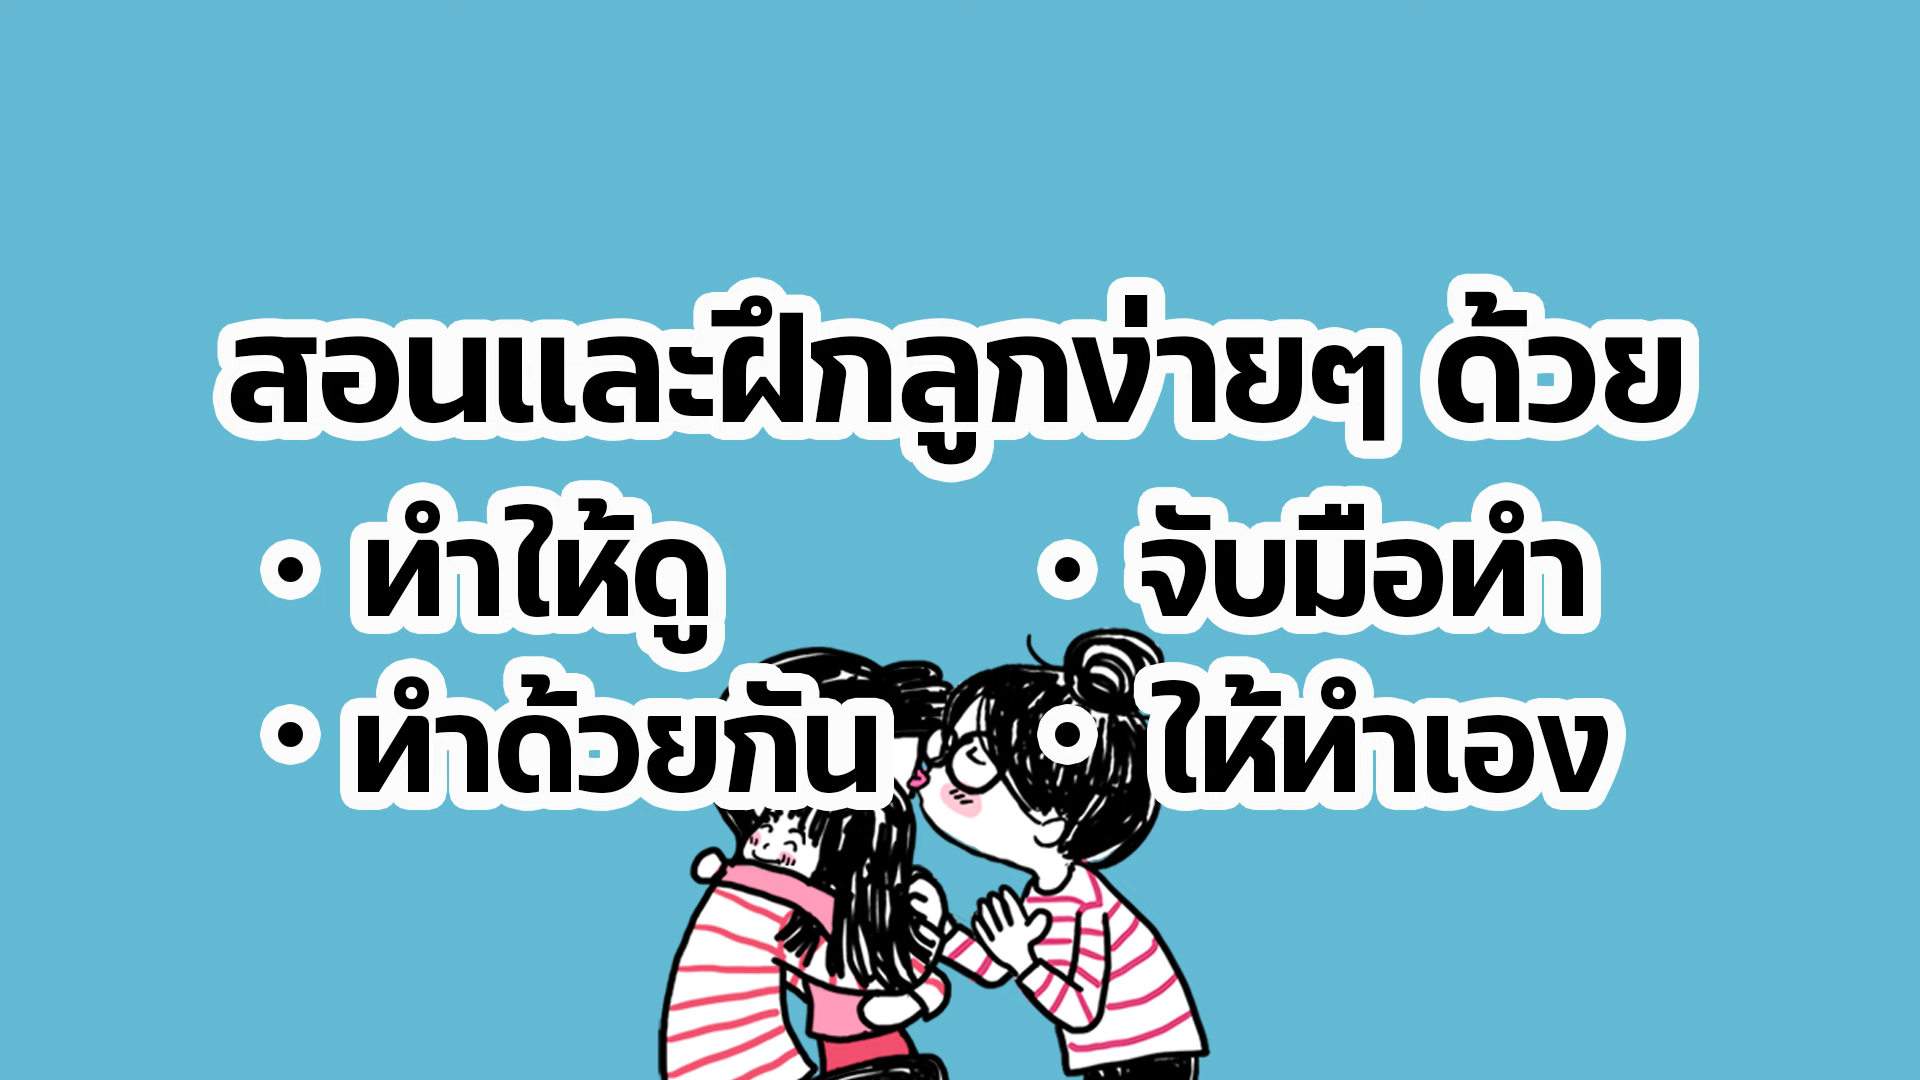 สอนและฝึกลูกง่ายๆ ด้วย
• ทำให้ดู
• จับมือทำ
• ทำด้วยกัน
• ให้ทำเอง